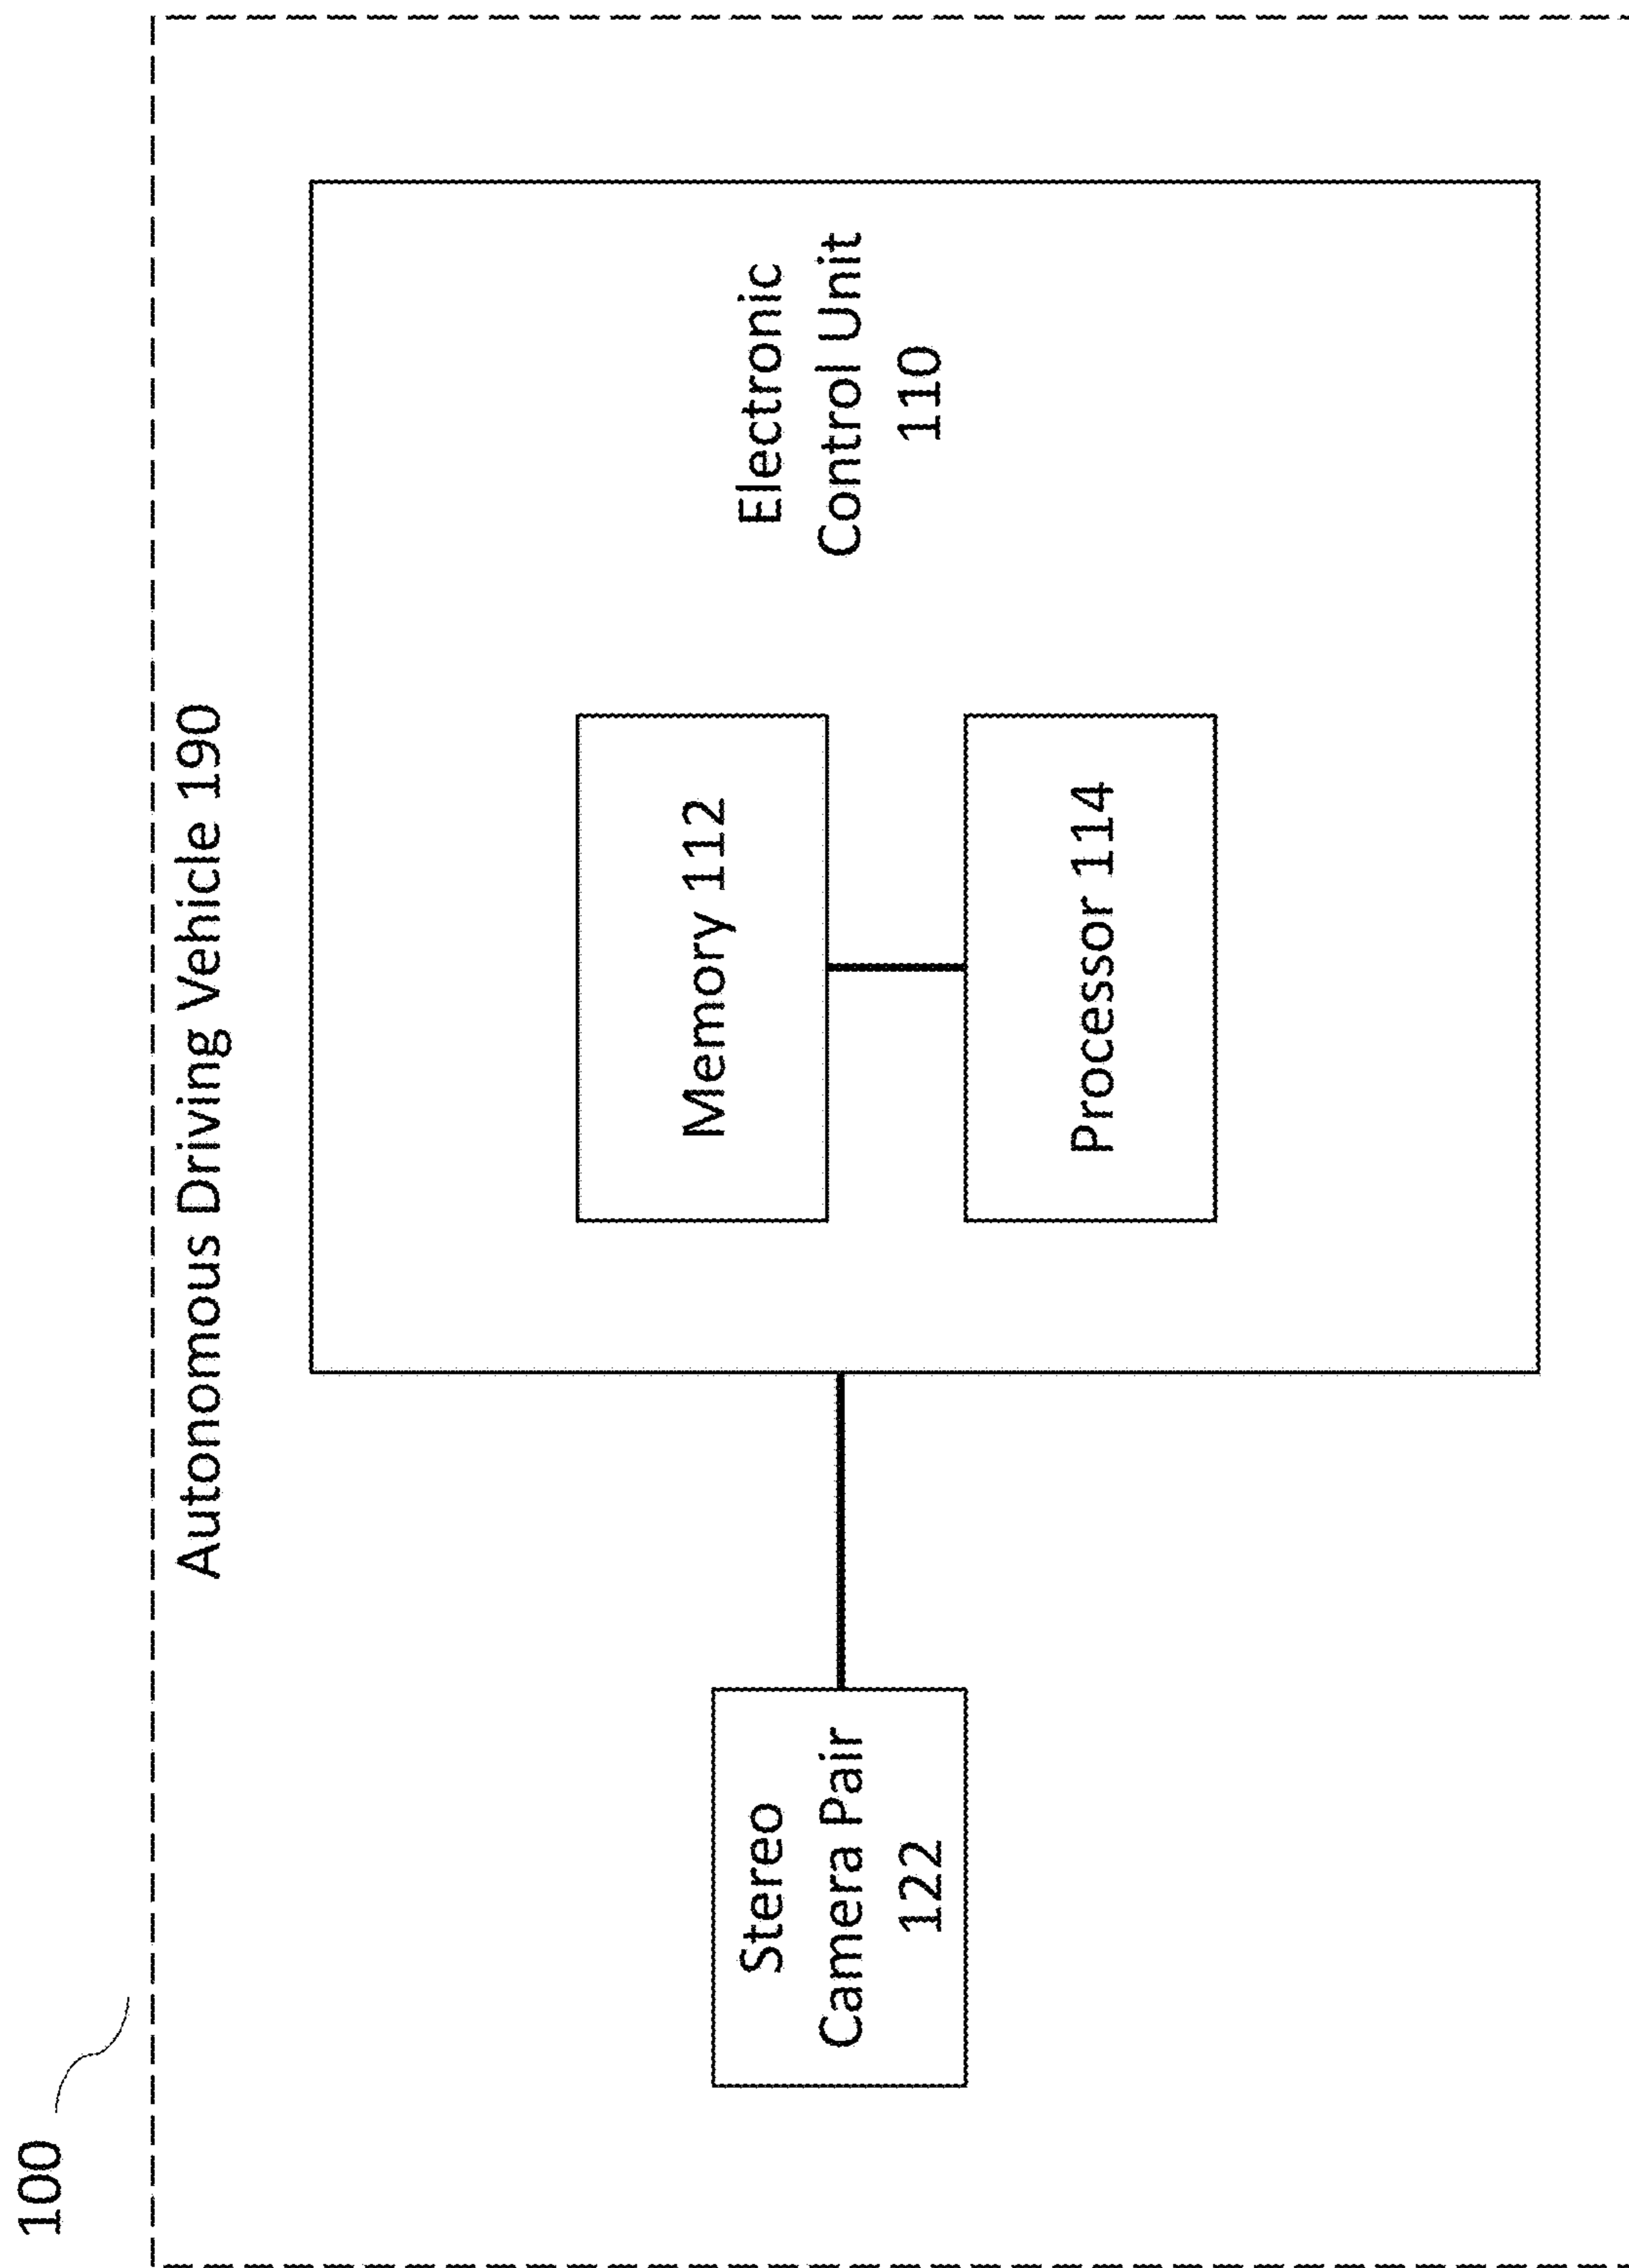 100
Autonomous Driving Vehicle 190
Stereo
Camera Pair
122
Memory 112
Processor 114
Electronic
Control Unit
110